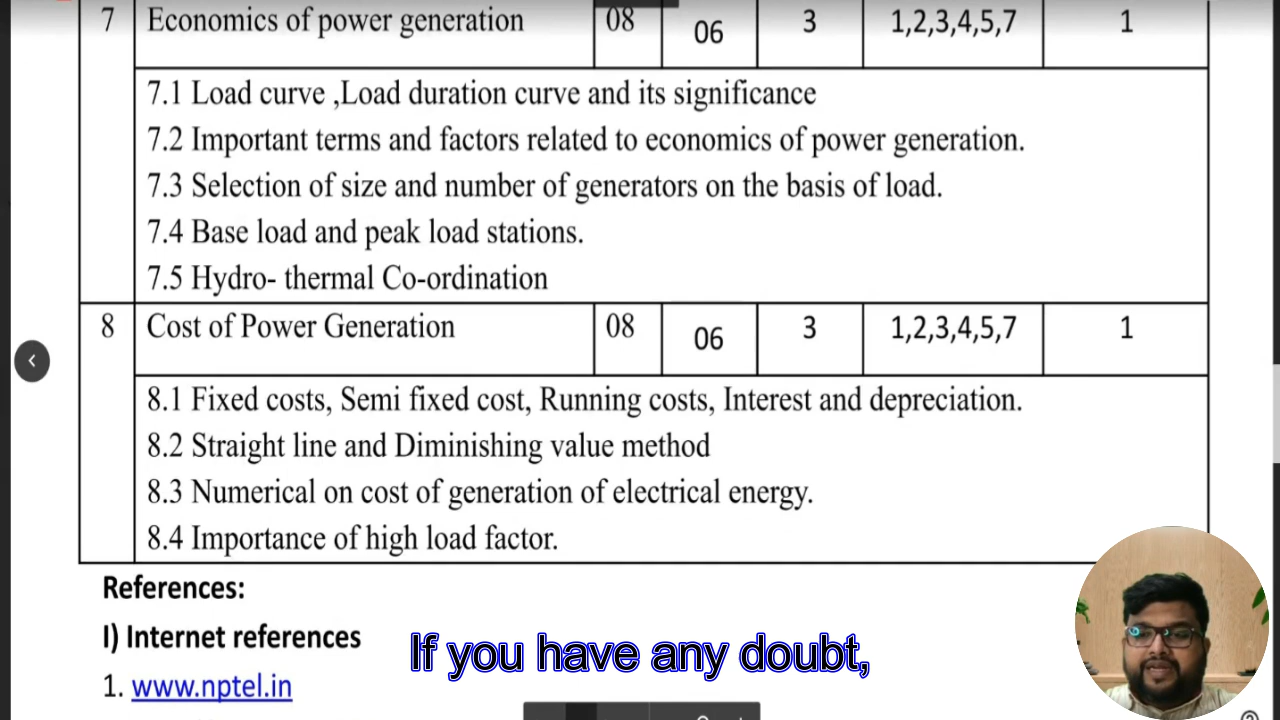 7 Economics of power generation 08 06 3 1,2,3,4,5,7 1
7.1 Load curve ,Load duration curve and its significance
7.2 Important terms and factors related to economics of power generation.
7.3 Selection of size and number of generators on the basis of load.
7.4 Base load and peak load stations.
7.5 Hydro- thermal Co-ordination
8 Cost of Power Generation 08 06 3 1,2,3,4,5,7 1
8.1 Fixed costs, Semi fixed cost, Running costs, Interest and depreciation.
8.2 Straight line and Diminishing value method
8.3 Numerical on cost of generation of electrical energy.
8.4 Importance of high load factor.
References:
I) Internet references
If you have any doubt,
1. www.nptel.in